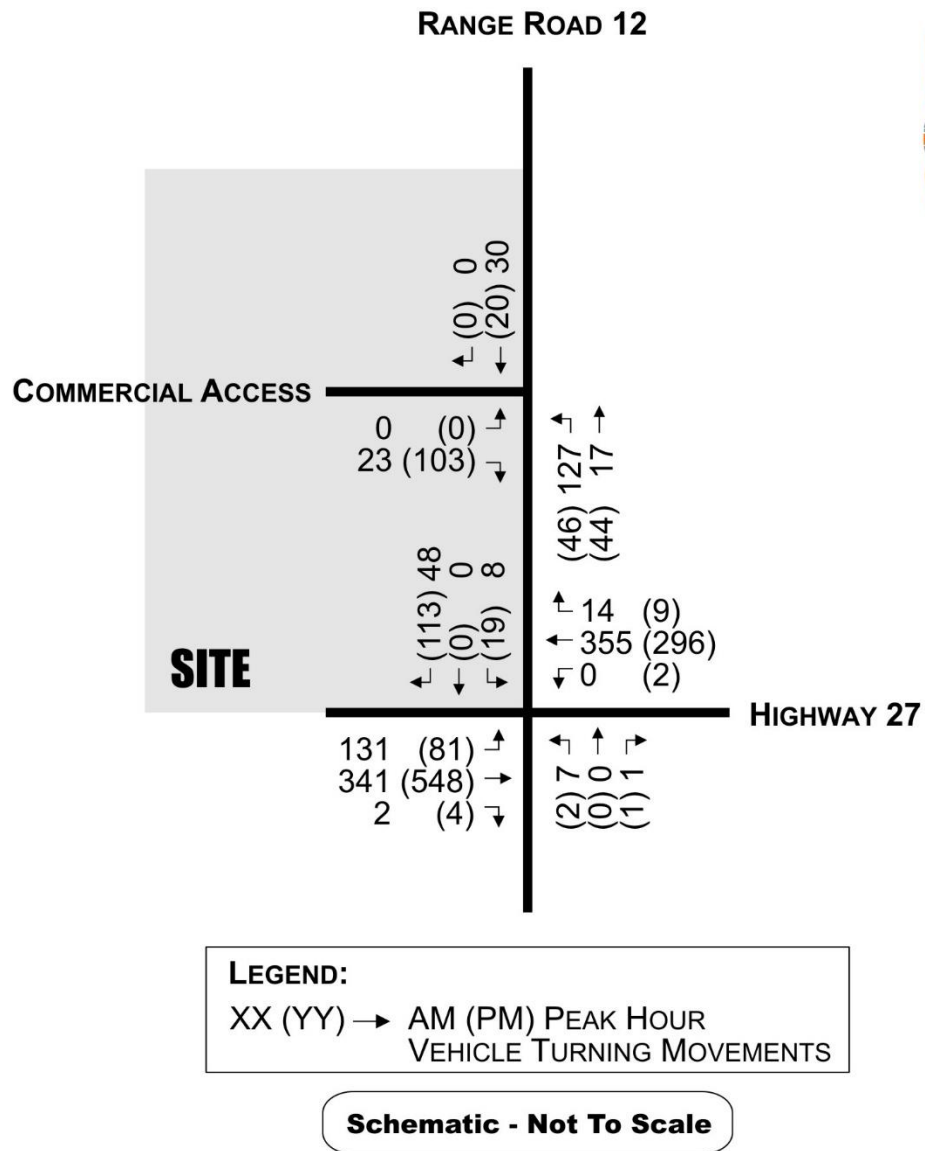 RANGE ROAD 12
(0) 0
(20) 30
COMMERCIAL ACCESS
0 (0)
23 (103)
(46) 127
(44) 17
(113) 48
(0) 0
(19) 8
14 (9)
355 (296)
0 (2)
SITE
HIGHWAY 27
131 (81)
341 (548)
2 (4)
(2) 7
(0) 0
(1) 1
LEGEND:
XX (YY) → AM (PM) PEAK HOUR
VEHICLE TURNING MOVEMENTS
Schematic - Not To Scale